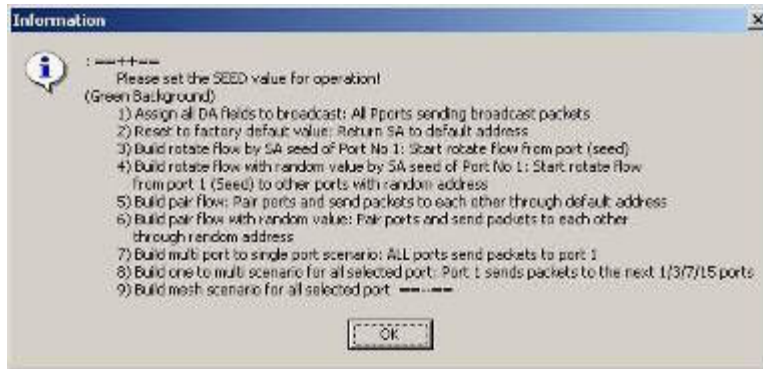 Information
: ==++==
Please set the SEED value for operation!
(Green Background)
1) Assign all DA fields to broadcast: All Pports sending broadcast packets
2) Reset to factory defaut value: Return SA to default address
3) Build rotate flow by SA seed of Port No 1: Start rotate flow from port (seed)
4) Build rotate flow with random value by SA seed of Port No 1: Start rotate flow
from port 1 (Seed) to other ports with random address
5) Build pair flow: Pair ports and send packets to each other through default address
6) Build pair flow with random value: Pair ports and send packets to each other
through random address
7) Build multi port to single port scenario: ALL ports send packets to port 1
8) Build one to multi scenario for all selected port: Port 1 sends packets to the next 1/3/7/15 ports
9) Build mesh scenario for all selected port ==--==
OK